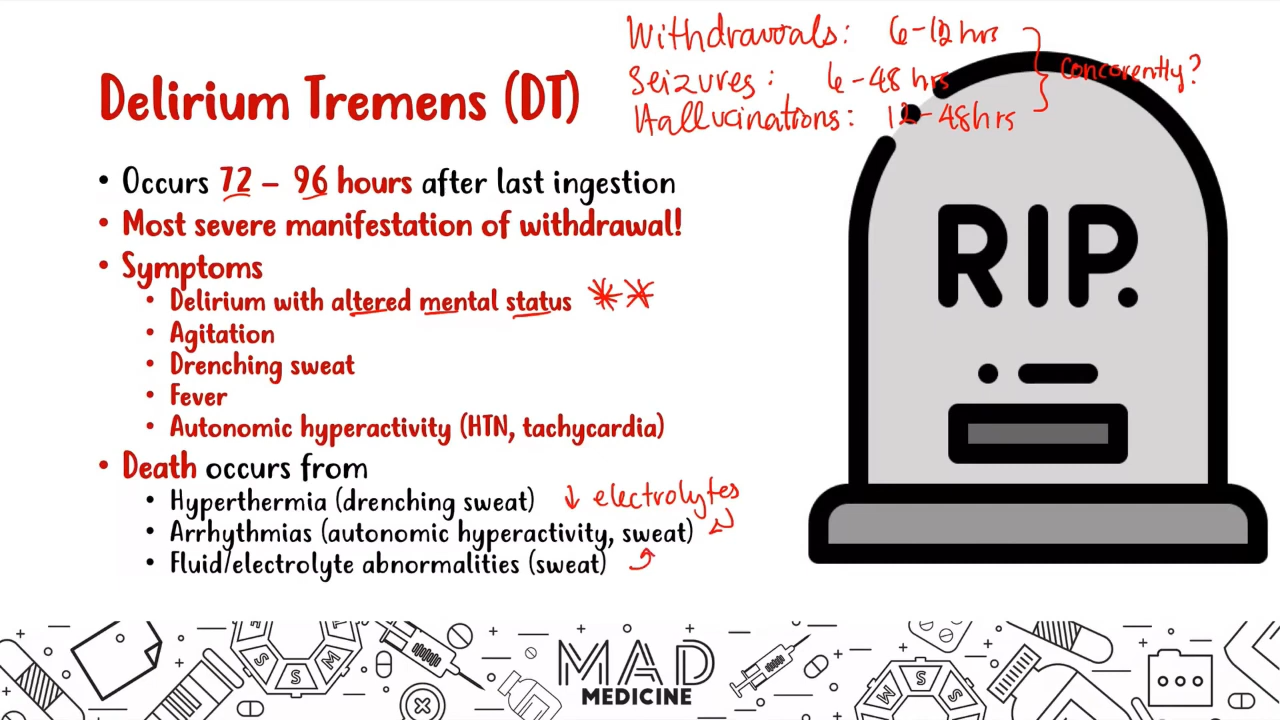 Withdrawals: 6-12 hrs
Seizures: 6-48 hrs
Hallucinations: 12-48hrs
Concorently?
Delirium Tremens (DT)
• Occurs 72 – 96 hours after last ingestion
• Most severe manifestation of withdrawal!
• Symptoms
• Delirium with altered mental status
• Agitation
• Drenching sweat
• Fever
• Autonomic hyperactivity (HTN, tachycardia)
• Death occurs from
• Hyperthermia (drenching sweat) ↓ electrolytes
• Arrhythmias (autonomic hyperactivity, sweat)
• Fluid/electrolyte abnormalities (sweat)
RIP.
S S M
MAD
MEDICINE
M S S